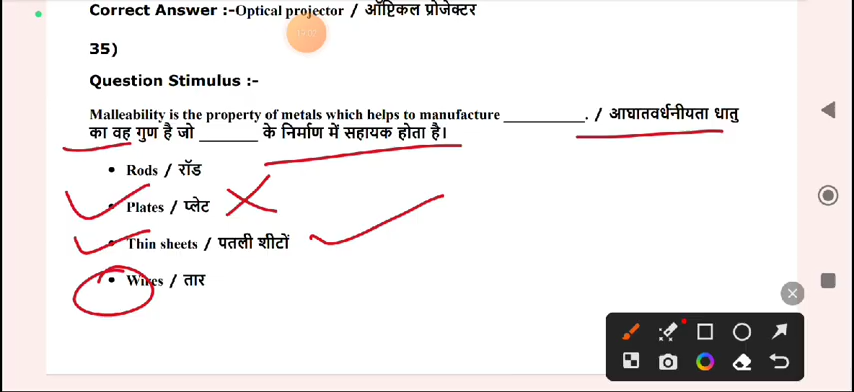 Correct Answer :-Optical projector / ऑप्टिकल प्रोजेक्टर
35)
Question Stimulus :-
Malleability is the property of metals which helps to manufacture __________. / आघातवर्धनीयता धातु
का वह गुण है जो _______ के निर्माण में सहायक होता है।
• Rods / रॉड
• Plates / प्लेट
• Thin sheets / पतली शीटों
• Wires / तार